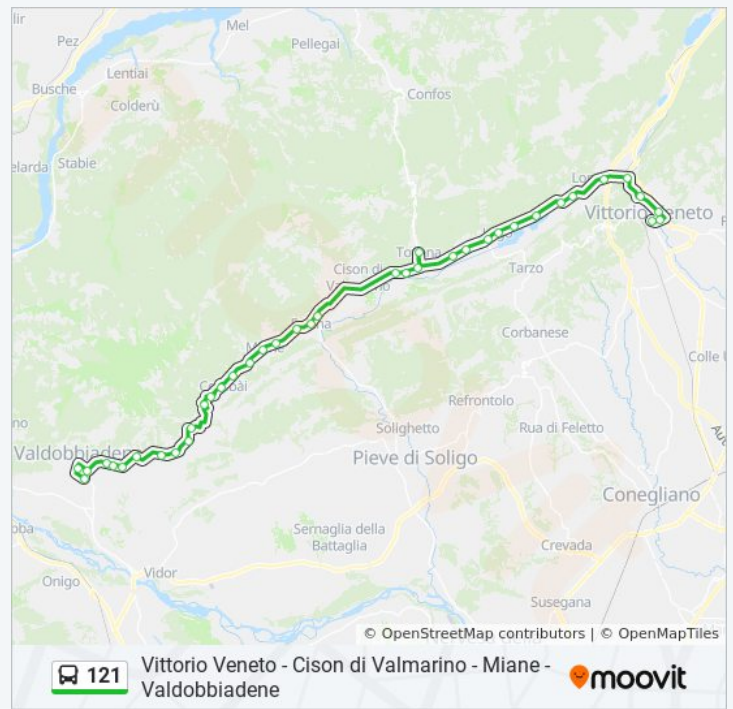 Mel
Pez
Pellegai
Lentiai
Busche
Colderù
Confos
Stabie
Vittorio Veneto
Cison di
Tarzo
Corbanese
Colle
Refrontolo
Solighetto
Rua di Feletto
Valdobbiadene
Pieve di Soligo
Conegliano
Sernaglia della
Battaglia
Crevada
Vidor
Onigo
Susegana
© OpenStreetMap contributors | © OpenMapTiles
121
Vittorio Veneto - Cison di Valmarino - Miane -
Valdobbiadene
moovit